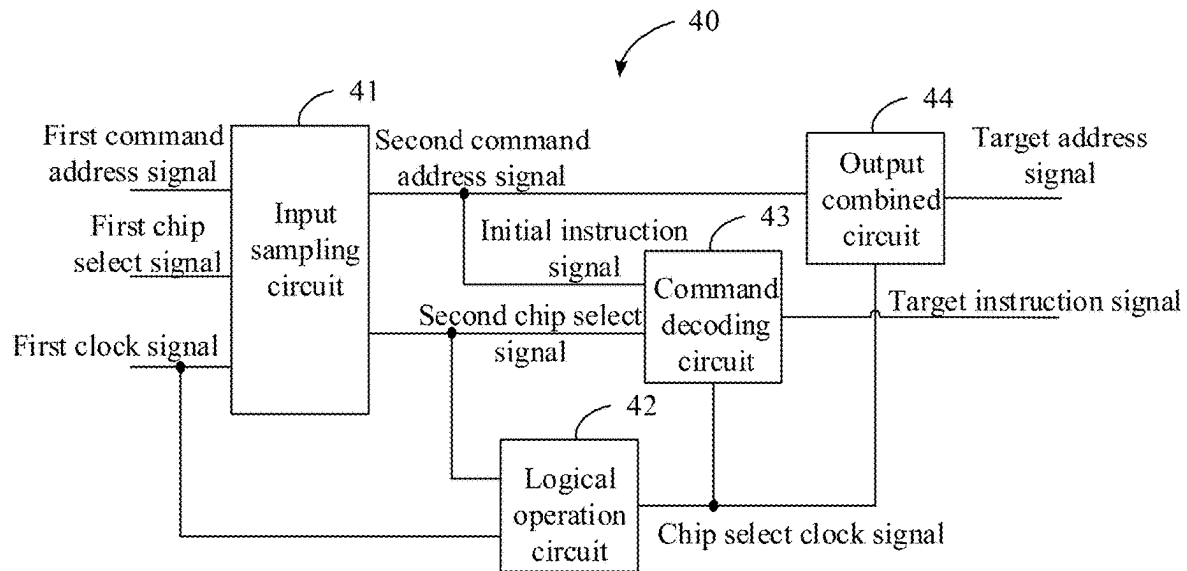 40
41
44
First command
address signal
Second command
address signal
Target address
signal
Output
combined
circuit
First chip
select signal
Input
sampling
circuit
Initial instruction
signal
43
Command
decoding
circuit
Target instruction signal
First clock signal
Second chip select
signal
42
Logical
operation
circuit
Chip select clock signal